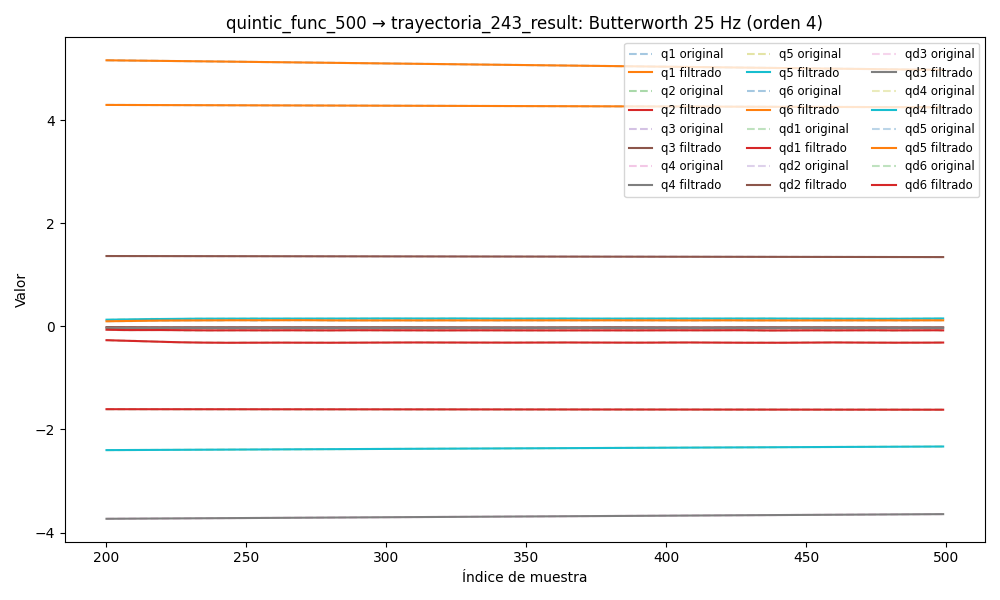 quintic_func_500 → trayectoria_243_result: Butterworth 25 Hz (orden 4)
q1 original
q1 filtrado
q2 original
q2 filtrado
q3 original
q3 filtrado
q4 original
q4 filtrado
q5 original
q5 filtrado
q6 original
q6 filtrado
qd1 original
qd1 filtrado
qd2 original
qd2 filtrado
qd3 original
qd3 filtrado
qd4 original
qd4 filtrado
qd5 original
qd5 filtrado
qd6 original
qd6 filtrado
Valor
4
2
0
−2
−4
200
250
300
350
400
450
500
Índice de muestra